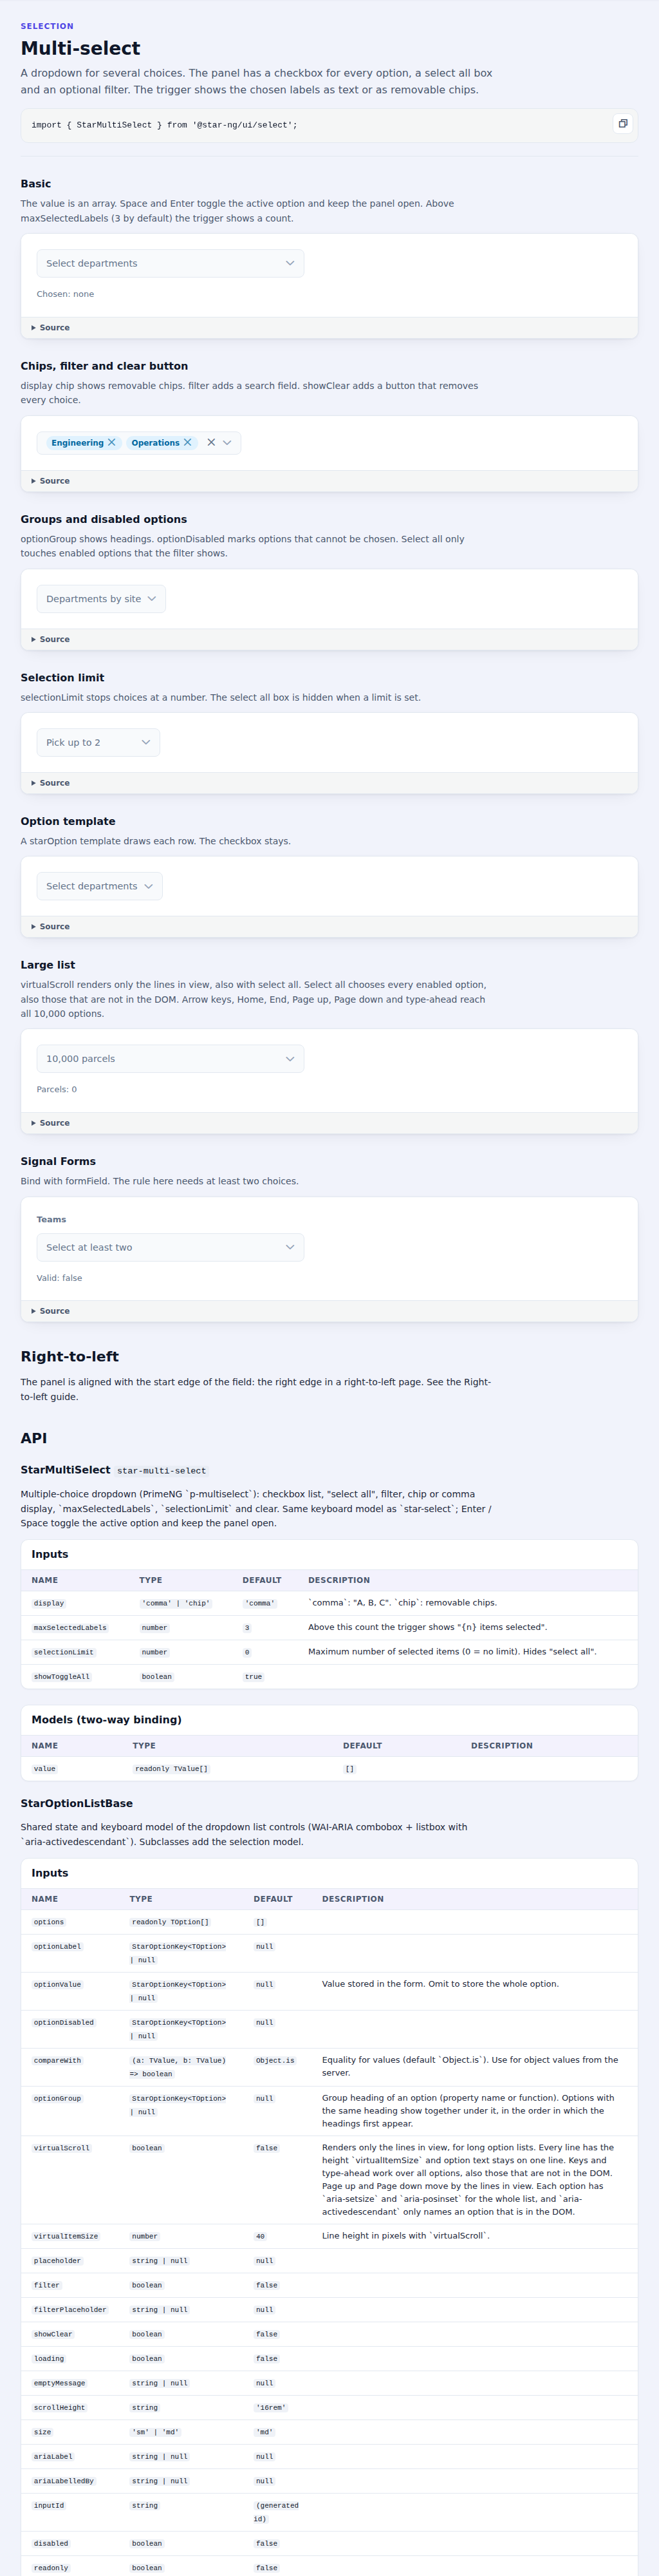 SELECTION
Multi-select
A dropdown for several choices. The panel has a checkbox for every option, a select all box
and an optional filter. The trigger shows the chosen labels as text or as removable chips.
import { StarMultiSelect } from '@star-ng/ui/select';
Basic
The value is an array. Space and Enter toggle the active option and keep the panel open. Above
maxSelectedLabels (3 by default) the trigger shows a count.
Select departments
Chosen: none
Source
Chips, filter and clear button
display chip shows removable chips. filter adds a search field. showClear adds a button that removes
every choice.
Engineering Operations
Source
Groups and disabled options
optionGroup shows headings. optionDisabled marks options that cannot be chosen. Select all only
touches enabled options that the filter shows.
Departments by site
Source
Selection limit
selectionLimit stops choices at a number. The select all box is hidden when a limit is set.
Pick up to 2
Source
Option template
A starOption template draws each row. The checkbox stays.
Select departments
Source
Large list
virtualScroll renders only the lines in view, also with select all. Select all chooses every enabled option,
also those that are not in the DOM. Arrow keys, Home, End, Page up, Page down and type-ahead reach
all 10,000 options.
10,000 parcels
Parcels: 0
Source
Signal Forms
Bind with formField. The rule here needs at least two choices.
Teams
Select at least two
Valid: false
Source
Right-to-left
The panel is aligned with the start edge of the field: the right edge in a right-to-left page. See the Right-
to-left guide.
API
StarMultiSelect star-multi-select
Multiple-choice dropdown (PrimeNG `p-multiselect`): checkbox list, "select all", filter, chip or comma
display, `maxSelectedLabels`, `selectionLimit` and clear. Same keyboard model as `star-select`; Enter /
Space toggle the active option and keep the panel open.
Inputs
NAME TYPE DEFAULT DESCRIPTION
display 'comma' | 'chip' 'comma' `comma`: "A, B, C". `chip`: removable chips.
maxSelectedLabels number 3 Above this count the trigger shows "{n} items selected".
selectionLimit number 0 Maximum number of selected items (0 = no limit). Hides "select all".
showToggleAll boolean true
Models (two-way binding)
NAME TYPE DEFAULT DESCRIPTION
value readonly TValue[] []
StarOptionListBase
Shared state and keyboard model of the dropdown list controls (WAI-ARIA combobox + listbox with
`aria-activedescendant`). Subclasses add the selection model.
Inputs
NAME TYPE DEFAULT DESCRIPTION
options readonly TOption[] []
optionLabel StarOptionKey<TOption> null
| null
optionValue StarOptionKey<TOption> null Value stored in the form. Omit to store the whole option.
| null
optionDisabled StarOptionKey<TOption> null
| null
compareWith (a: TValue, b: TValue) Object.is Equality for values (default `Object.is`). Use for object values from the
=> boolean server.
optionGroup StarOptionKey<TOption> null Group heading of an option (property name or function). Options with
| null the same heading show together under it, in the order in which the
headings first appear.
virtualScroll boolean false Renders only the lines in view, for long option lists. Every line has the
height `virtualItemSize` and option text stays on one line. Keys and
type-ahead work over all options, also those that are not in the DOM.
Page up and Page down move by the lines in view. Each option has
`aria-setsize` and `aria-posinset` for the whole list, and `aria-
activedescendant` only names an option that is in the DOM.
virtualItemSize number 40 Line height in pixels with `virtualScroll`.
placeholder string | null null
filter boolean false
filterPlaceholder string | null null
showClear boolean false
loading boolean false
emptyMessage string | null null
scrollHeight string '16rem'
size 'sm' | 'md' 'md'
ariaLabel string | null null
ariaLabelledBy string | null null
inputId string (generated
id)
disabled boolean false
readonly boolean false